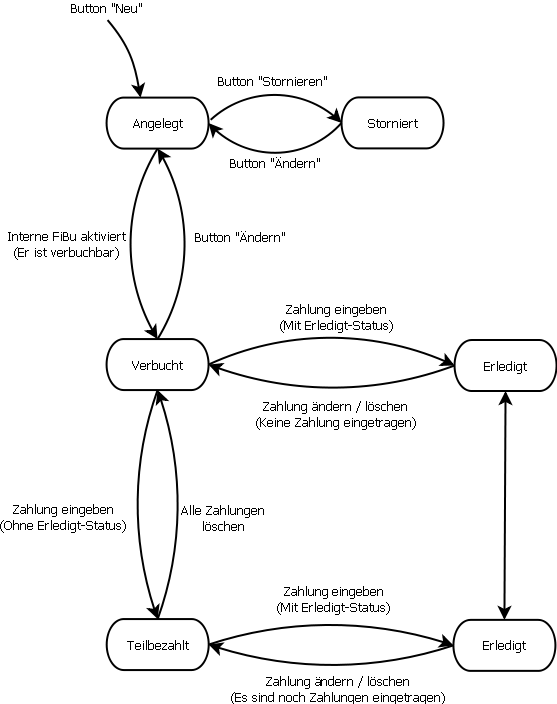 Button "Neu"
Button "Stornieren"
Angelegt
Storniert
Button "Ändern"
Interne FiBu aktiviert
(Er ist verbuchbar)
Button "Ändern"
Zahlung eingeben
(Mit Erledigt-Status)
Verbucht
Erledigt
Zahlung ändern / löschen
(Keine Zahlung eingetragen)
Zahlung eingeben
(Ohne Erledigt-Status)
Alle Zahlungen
löschen
Zahlung eingeben
(Mit Erledigt-Status)
Teilbezahlt
Erledigt
Zahlung ändern / löschen
(Es sind noch Zahlungen eingetragen)